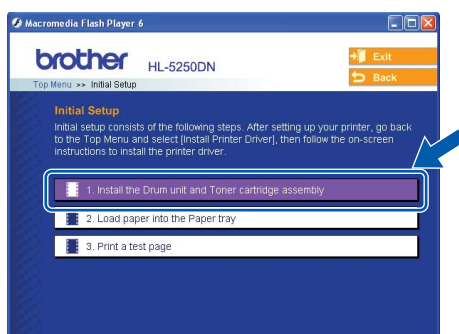 Macromedia Flash Player 6
brother HL-5250DN
Exit
Back
Top Menu >> Initial Setup
Initial Setup
Initial setup consists of the following steps. After setting up your printer, go back
to the Top Menu and select [Install Printer Driver], then follow the on-screen
instructions to install the printer driver.
1. Install the Drum unit and Toner cartridge assembly
2. Load paper into the Paper tray
3. Print a test page